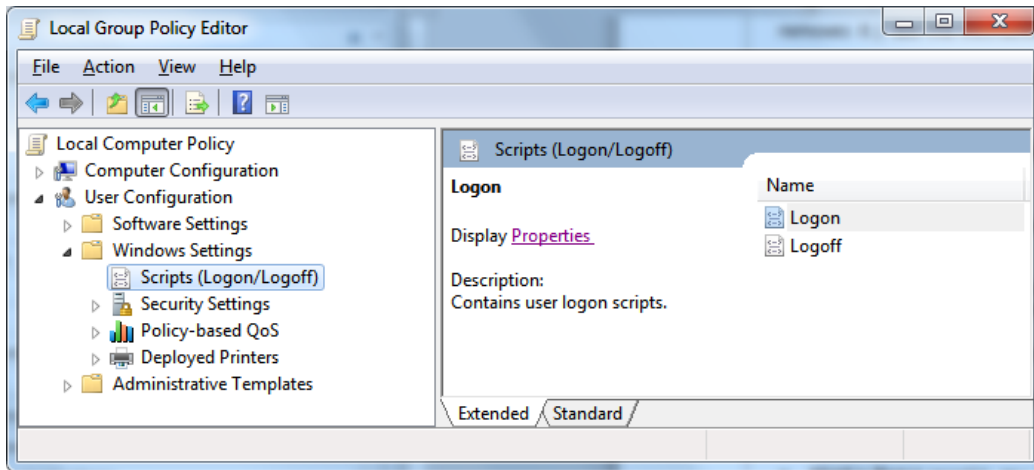 Local Group Policy Editor
File Action View Help
Local Computer Policy
Computer Configuration
User Configuration
Software Settings
Windows Settings
Scripts (Logon/Logoff)
Security Settings
Policy-based QoS
Deployed Printers
Administrative Templates
Scripts (Logon/Logoff)
Logon
Display Properties
Description:
Contains user logon scripts.
Name
Logon
Logoff
Extended Standard